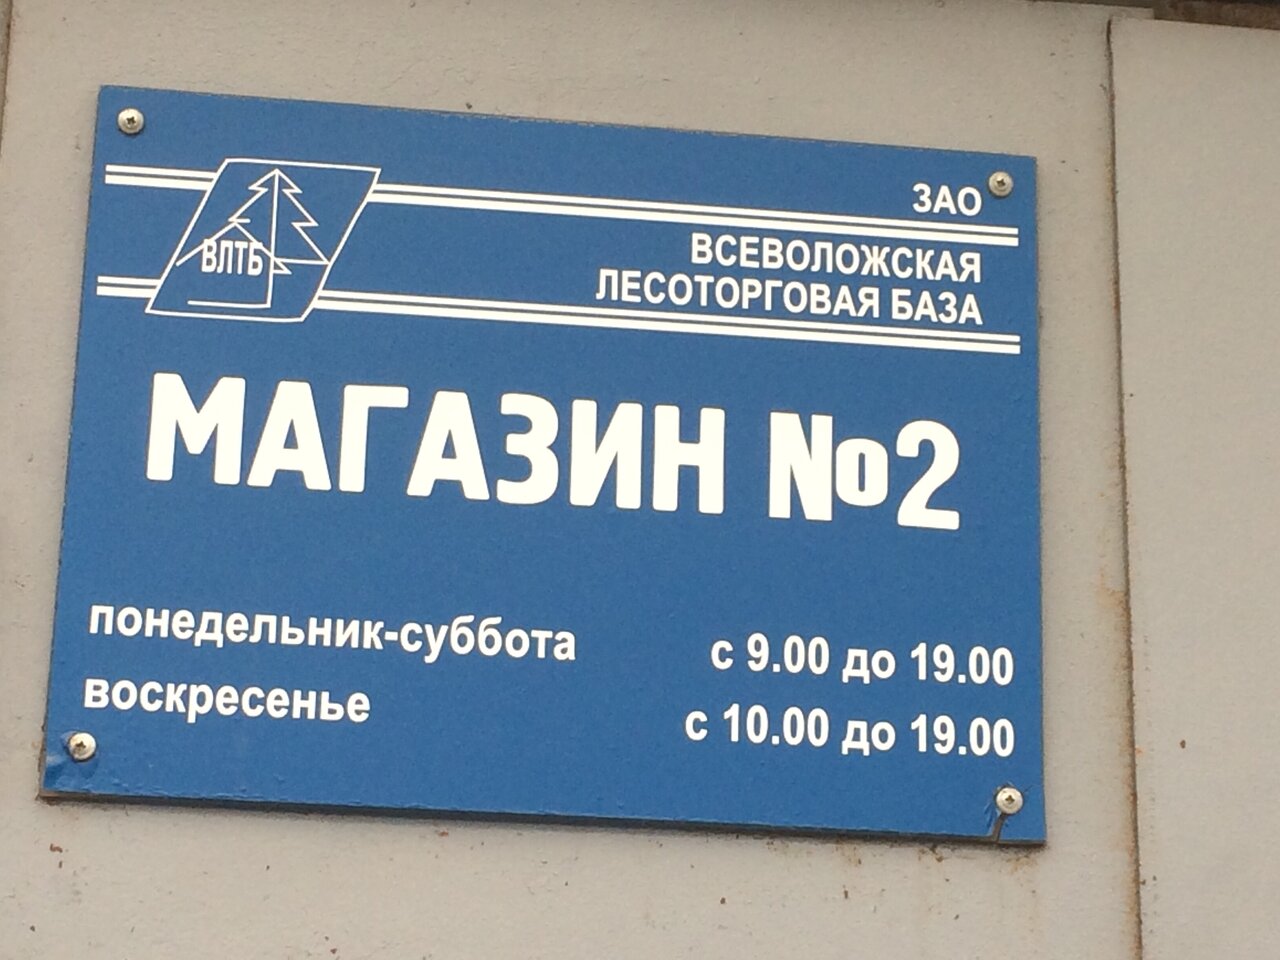 ВЛТБ
ЗАО
ВСЕВОЛОЖСКАЯ
ЛЕСОТОРГОВАЯ БАЗА
МАГАЗИН №2
понедельник-суббота с 9.00 до 19.00
воскресенье с 10.00 до 19.00